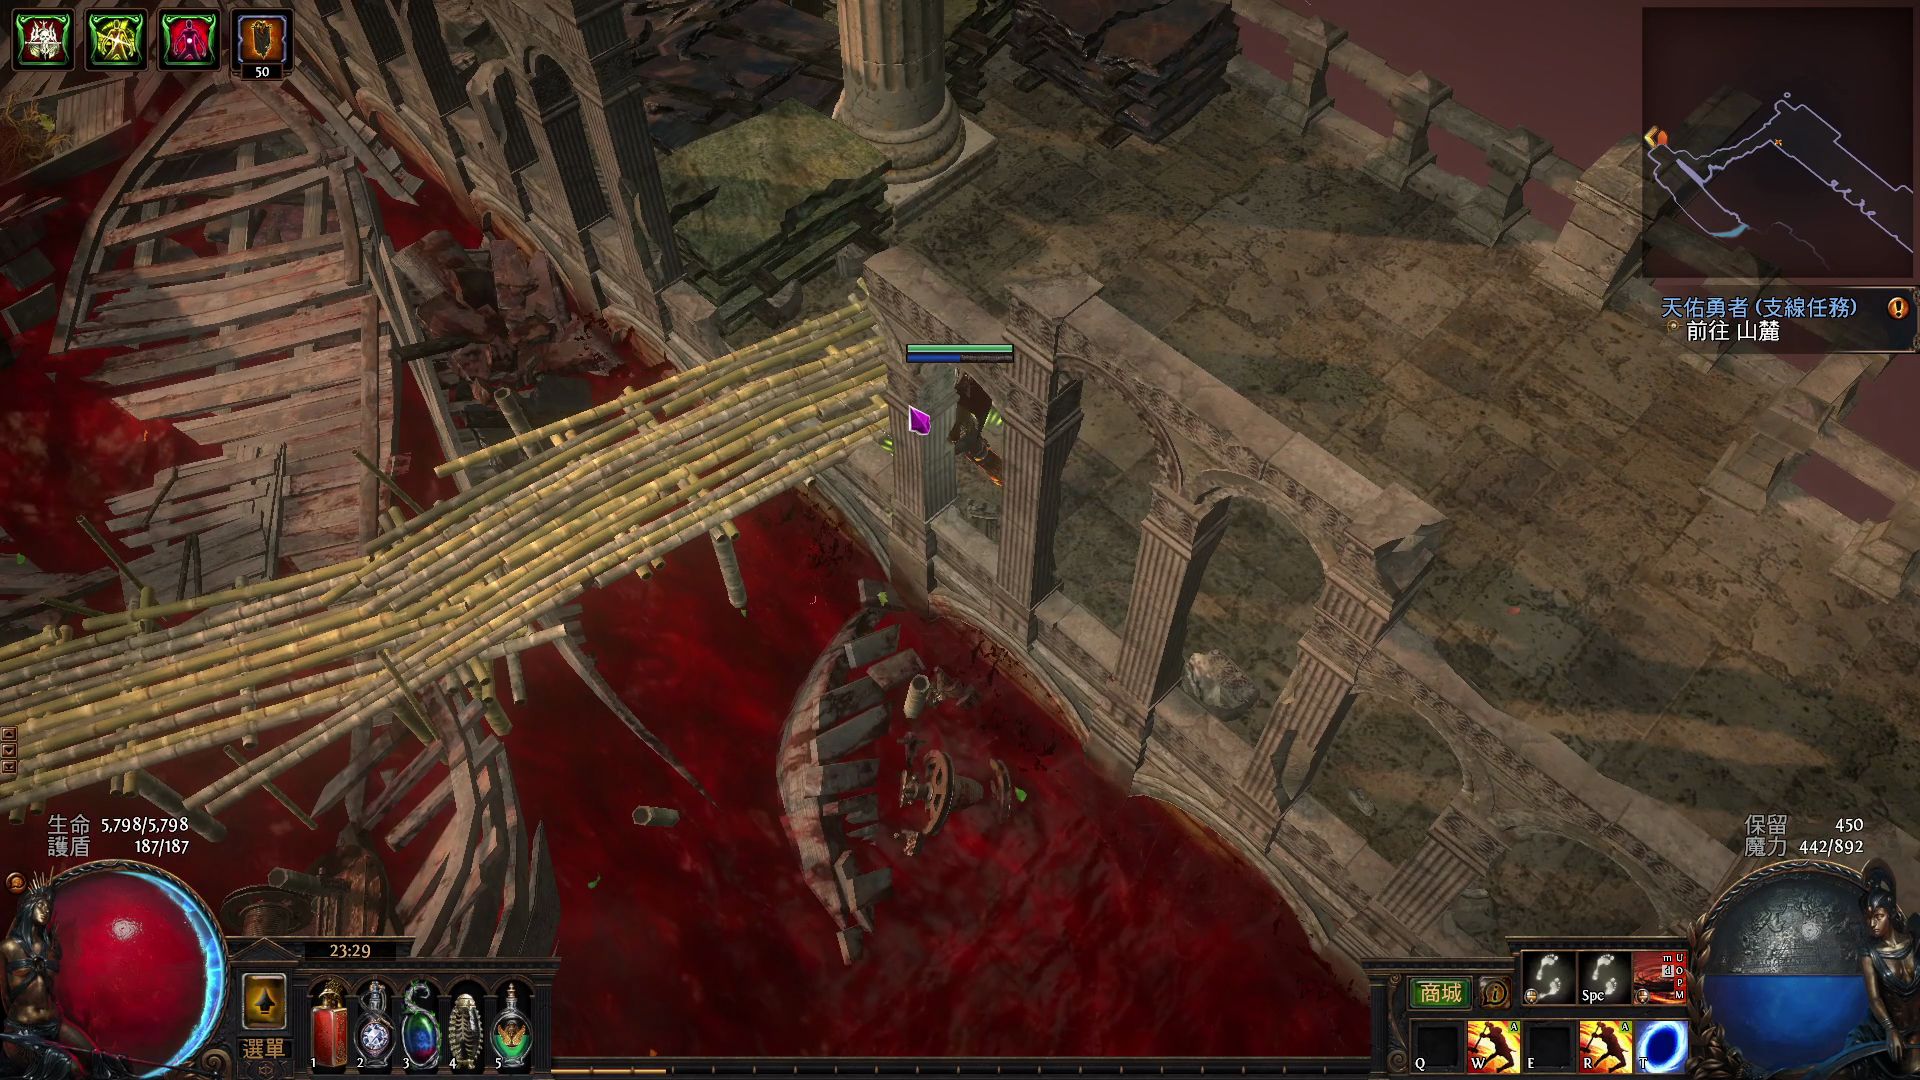 50
天佑勇者 (支線任務)
前往 山麓
生命 5,798/5,798
護盾 187/187
保留 450
魔力 442/892
23:29
選單
1
2
3
4
5
商城
Spc
m U
d O
P
M
Q
W A
E
R A
T